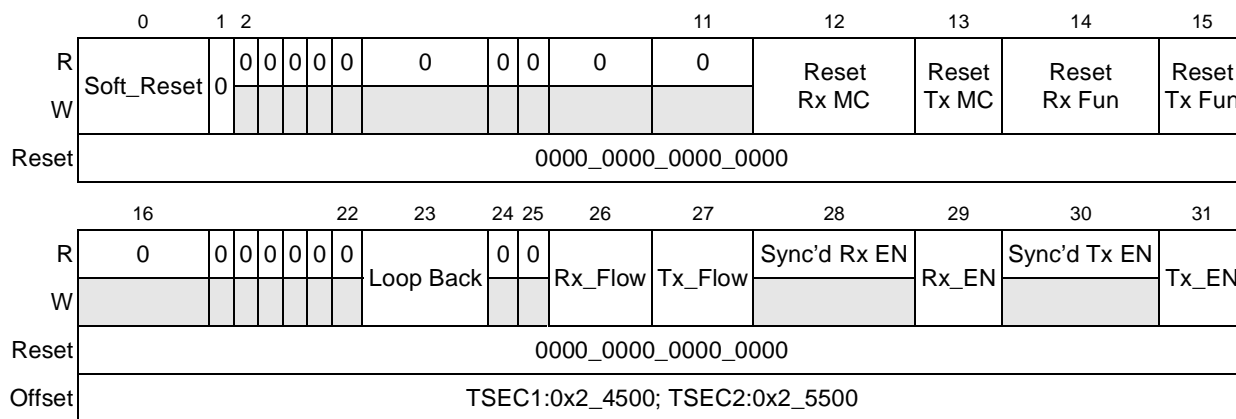 0 1 2 11 12 13 14 15
R Soft_Reset 0 0 0 0 0 0 0 0 0 0 0 Reset Rx MC Reset Tx MC Reset Rx Fun Reset Tx Fun
W
Reset 0000_0000_0000_0000
16 22 23 24 25 26 27 28 29 30 31
R 0 0 0 0 0 0 0 Loop Back 0 0 Rx_Flow Tx_Flow Sync’d Rx EN Rx_EN Sync’d Tx EN Tx_EN
W
Reset 0000_0000_0000_0000
Offset TSEC1:0x2_4500; TSEC2:0x2_5500